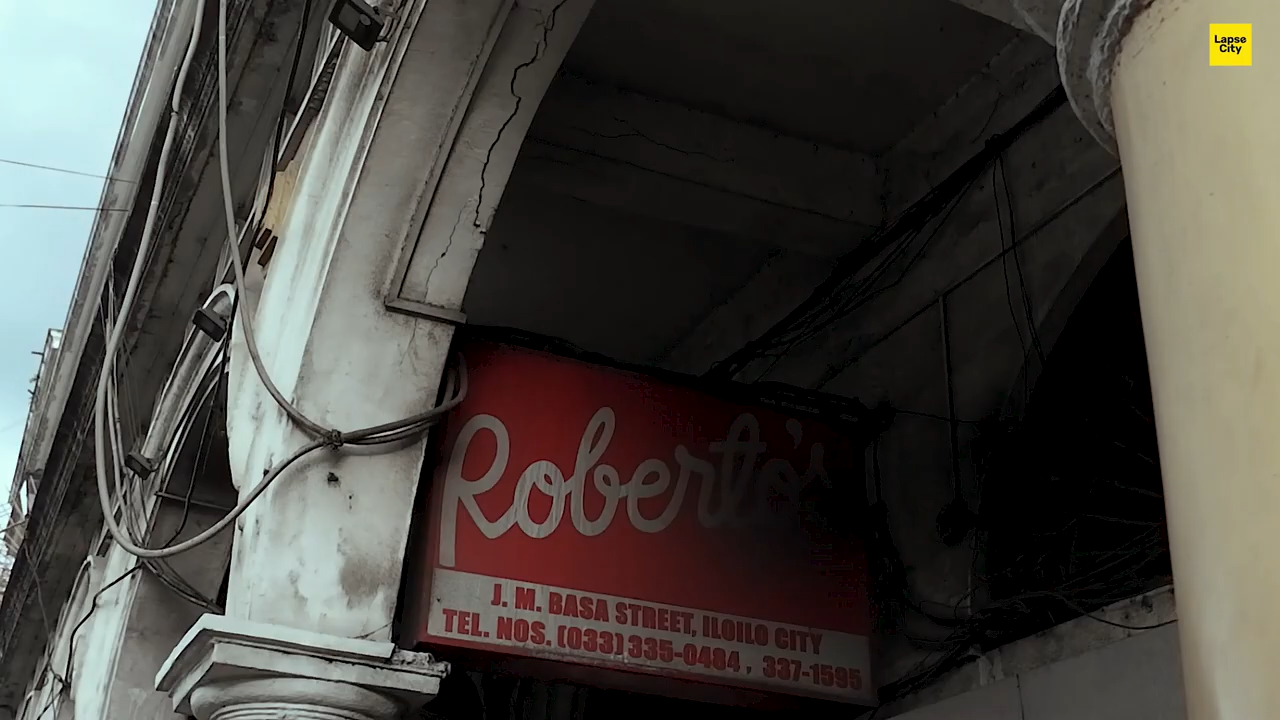 Lapse
City
Roberto's
J. M. BASA STREET, ILOILO CITY
TEL. NOS. (033) 335-0484, 337-1595